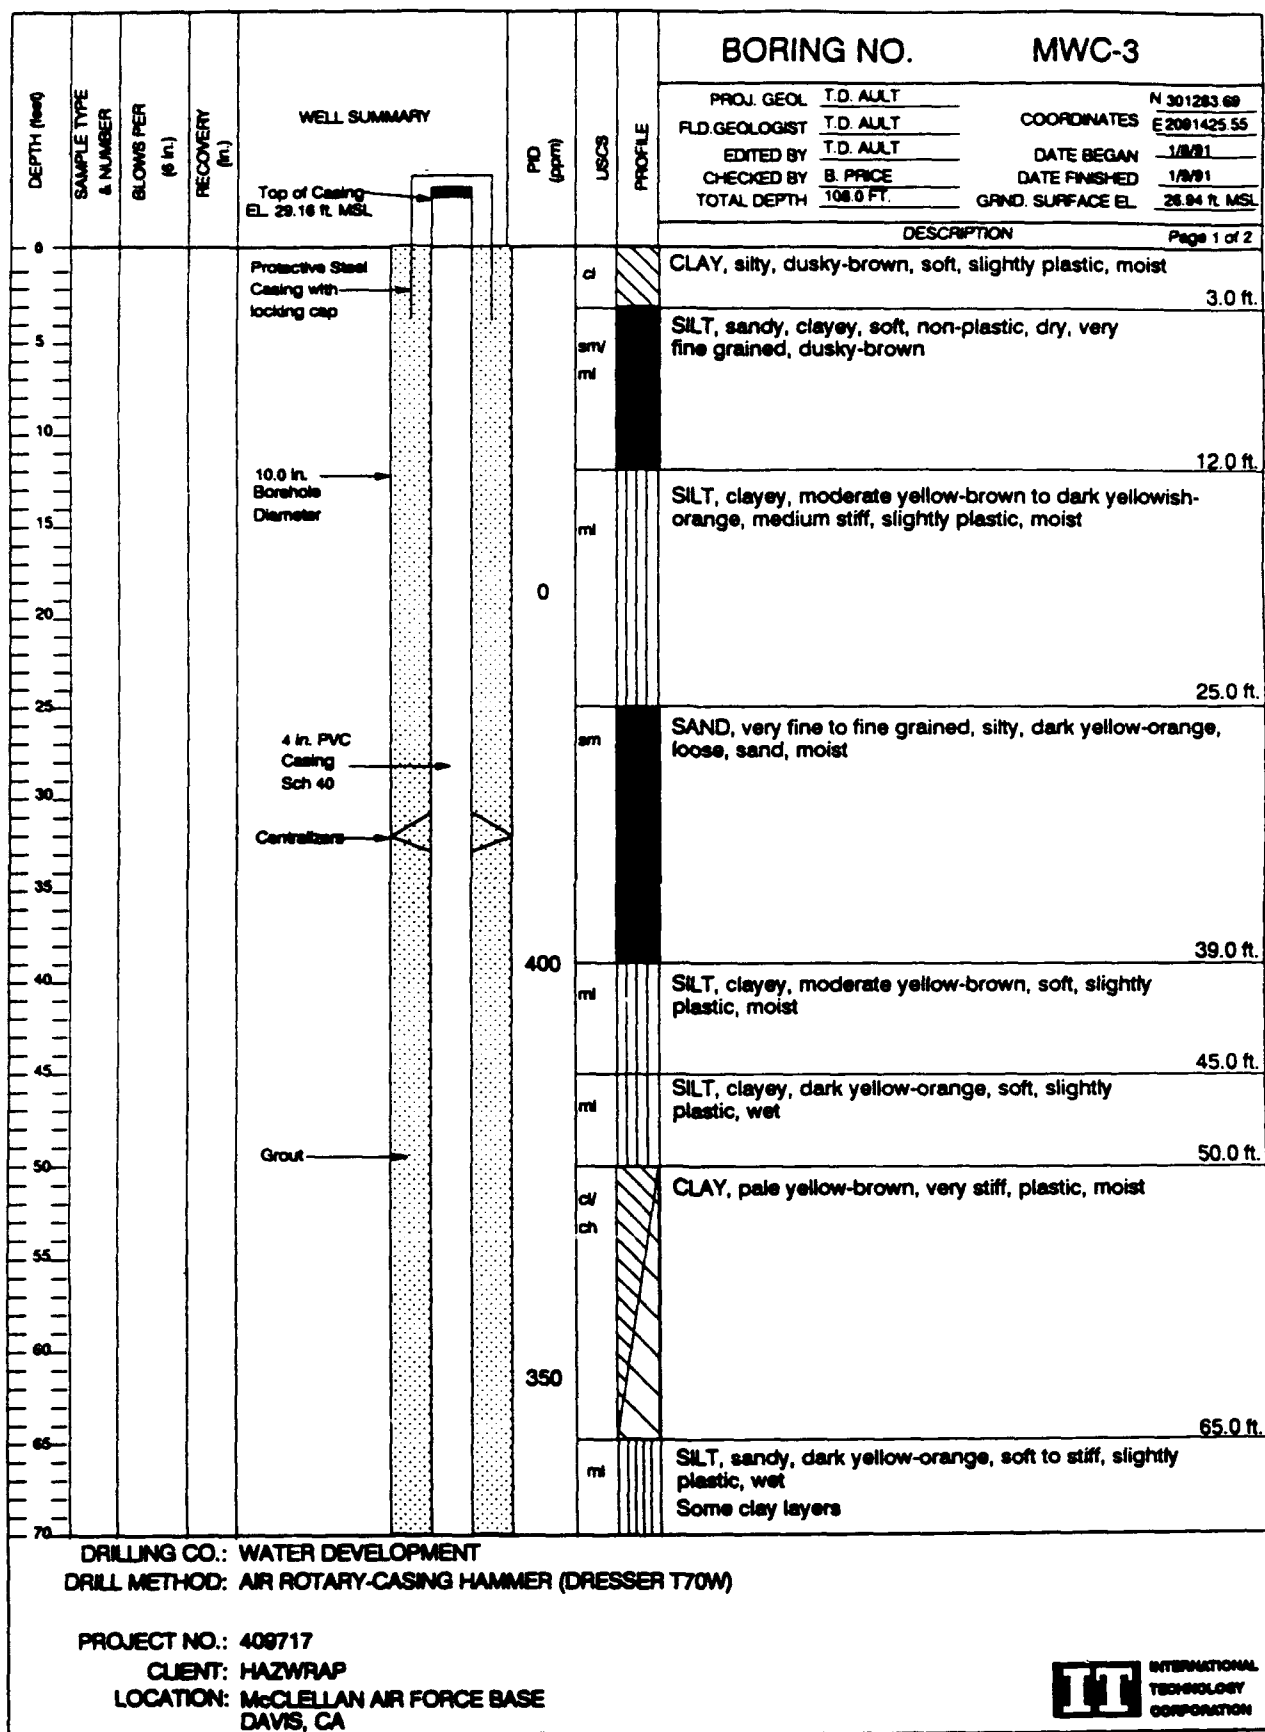 BORING NO. MWC-3
PROJ. GEOL T.D. AULT
FLD.GEOLOGIST T.D. AULT
EDITED BY T.D. AULT
CHECKED BY B. PRICE
TOTAL DEPTH 106.0 FT.
COORDINATES N 301283.69
E 2091425.55
DATE BEGAN
DATE FINISHED 1/9/91
GRND. SURFACE EL. 26.94 ft. MSL
DEPTH (feet)
SAMPLE TYPE & NUMBER
BLOWS PER (6 in.)
RECOVERY (in.)
WELL SUMMARY
PID (ppm)
USCS
PROFILE
DESCRIPTION Page 1 of 2
Top of Casing
EL. 29.16 ft. MSL
0
Protective Steel
Casing with
locking cap
cl
CLAY, silty, dusky-brown, soft, slightly plastic, moist
3.0 ft.
5
sm/
ml
SILT, sandy, clayey, soft, non-plastic, dry, very
fine grained, dusky-brown
10
12.0 ft.
10.0 in.
Borehole
Diameter
15
ml
SILT, clayey, moderate yellow-brown to dark yellowish-
orange, medium stiff, slightly plastic, moist
0
20
25.0 ft.
25
4 in. PVC
Casing
Sch 40
sm
SAND, very fine to fine grained, silty, dark yellow-orange,
loose, sand, moist
30
Centralizers
35
39.0 ft.
400
40
ml
SILT, clayey, moderate yellow-brown, soft, slightly
plastic, moist
45.0 ft.
45
ml
SILT, clayey, dark yellow-orange, soft, slightly
plastic, wet
Grout
50.0 ft.
50
cl/
ch
CLAY, pale yellow-brown, very stiff, plastic, moist
55
60
350
65.0 ft.
65
ml
SILT, sandy, dark yellow-orange, soft to stiff, slightly
plastic, wet
Some clay layers
70
DRILLING CO.: WATER DEVELOPMENT
DRILL METHOD: AIR ROTARY-CASING HAMMER (DRESSER T70W)
PROJECT NO.: 409717
CLIENT: HAZWRAP
LOCATION: McCLELLAN AIR FORCE BASE
DAVIS, CA
IT INTERNATIONAL
TECHNOLOGY
CORPORATION